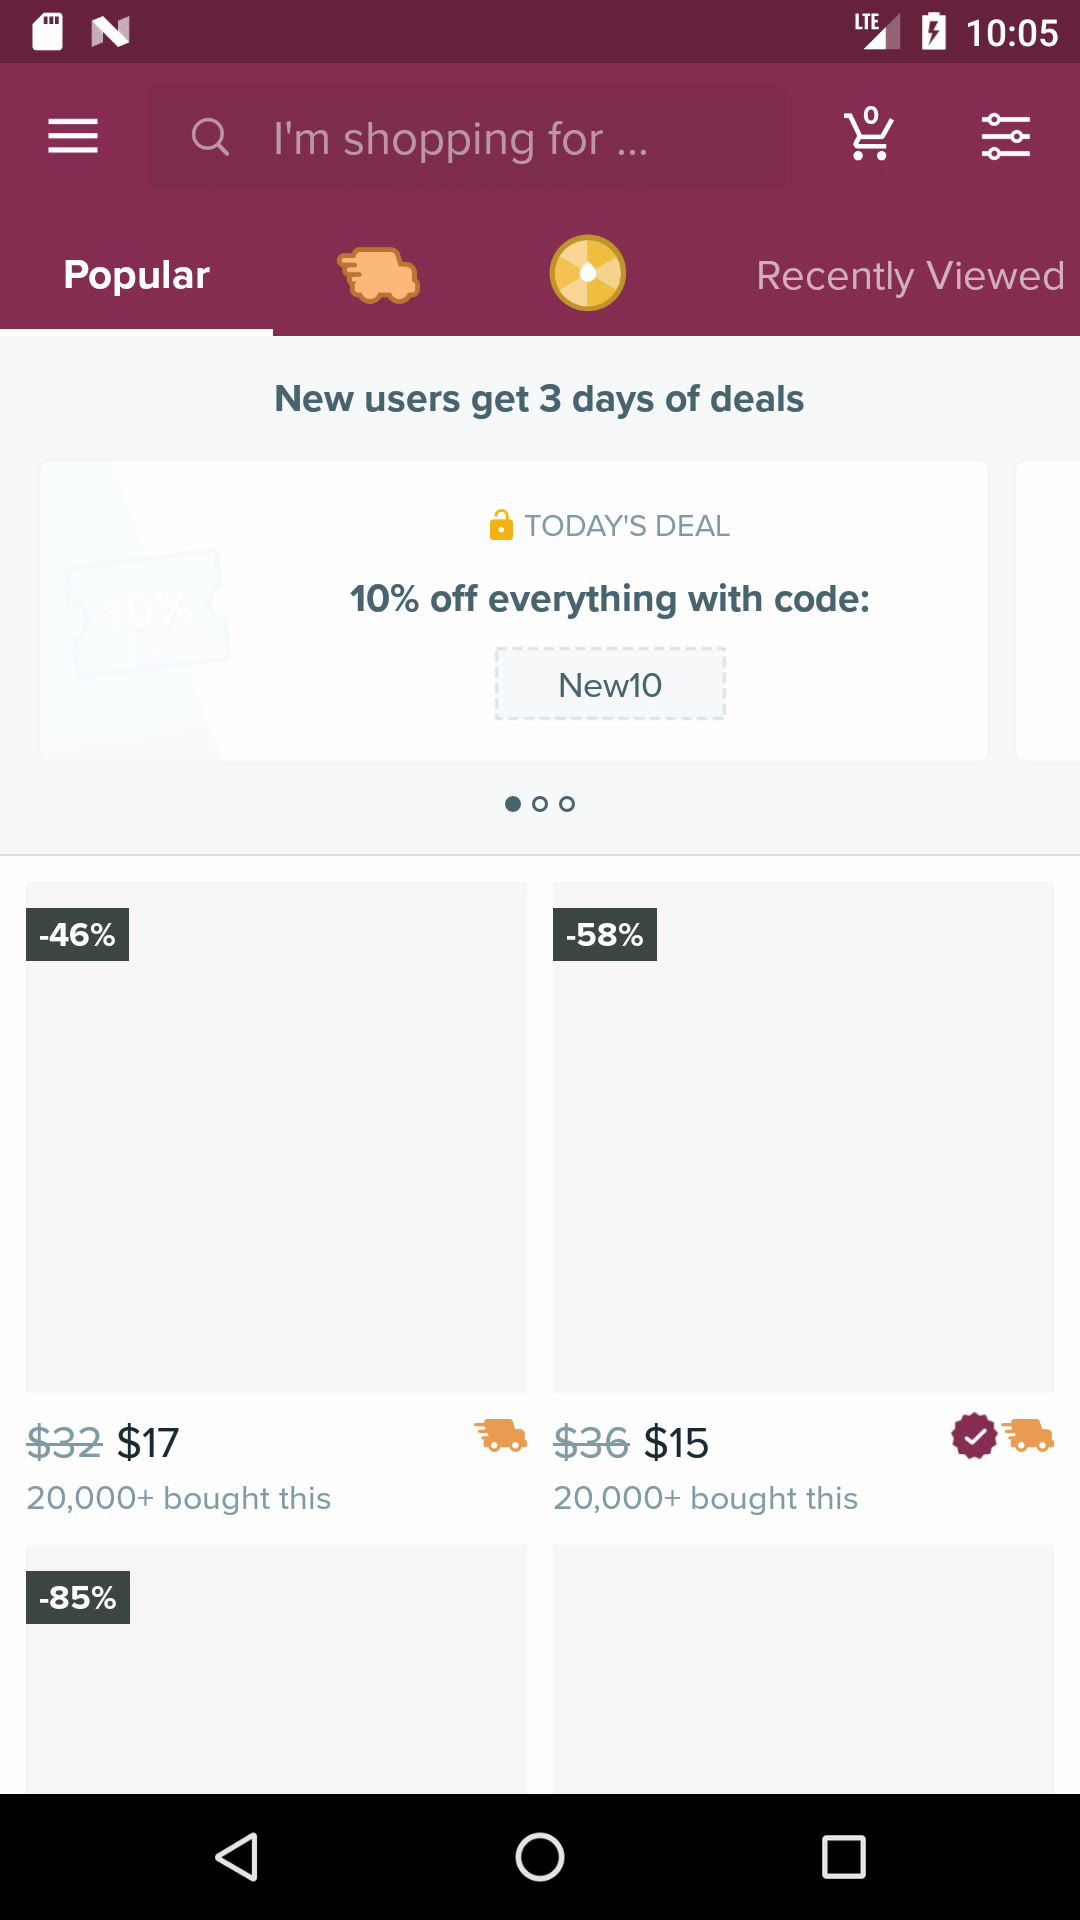 LTE 10:05
I'm shopping for ...
0
Popular
Recently Viewed
New users get 3 days of deals
TODAY'S DEAL
10% off everything with code:
10%
New10
-46%
-58%
$32 $17
$36 $15
20,000+ bought this
20,000+ bought this
-85%